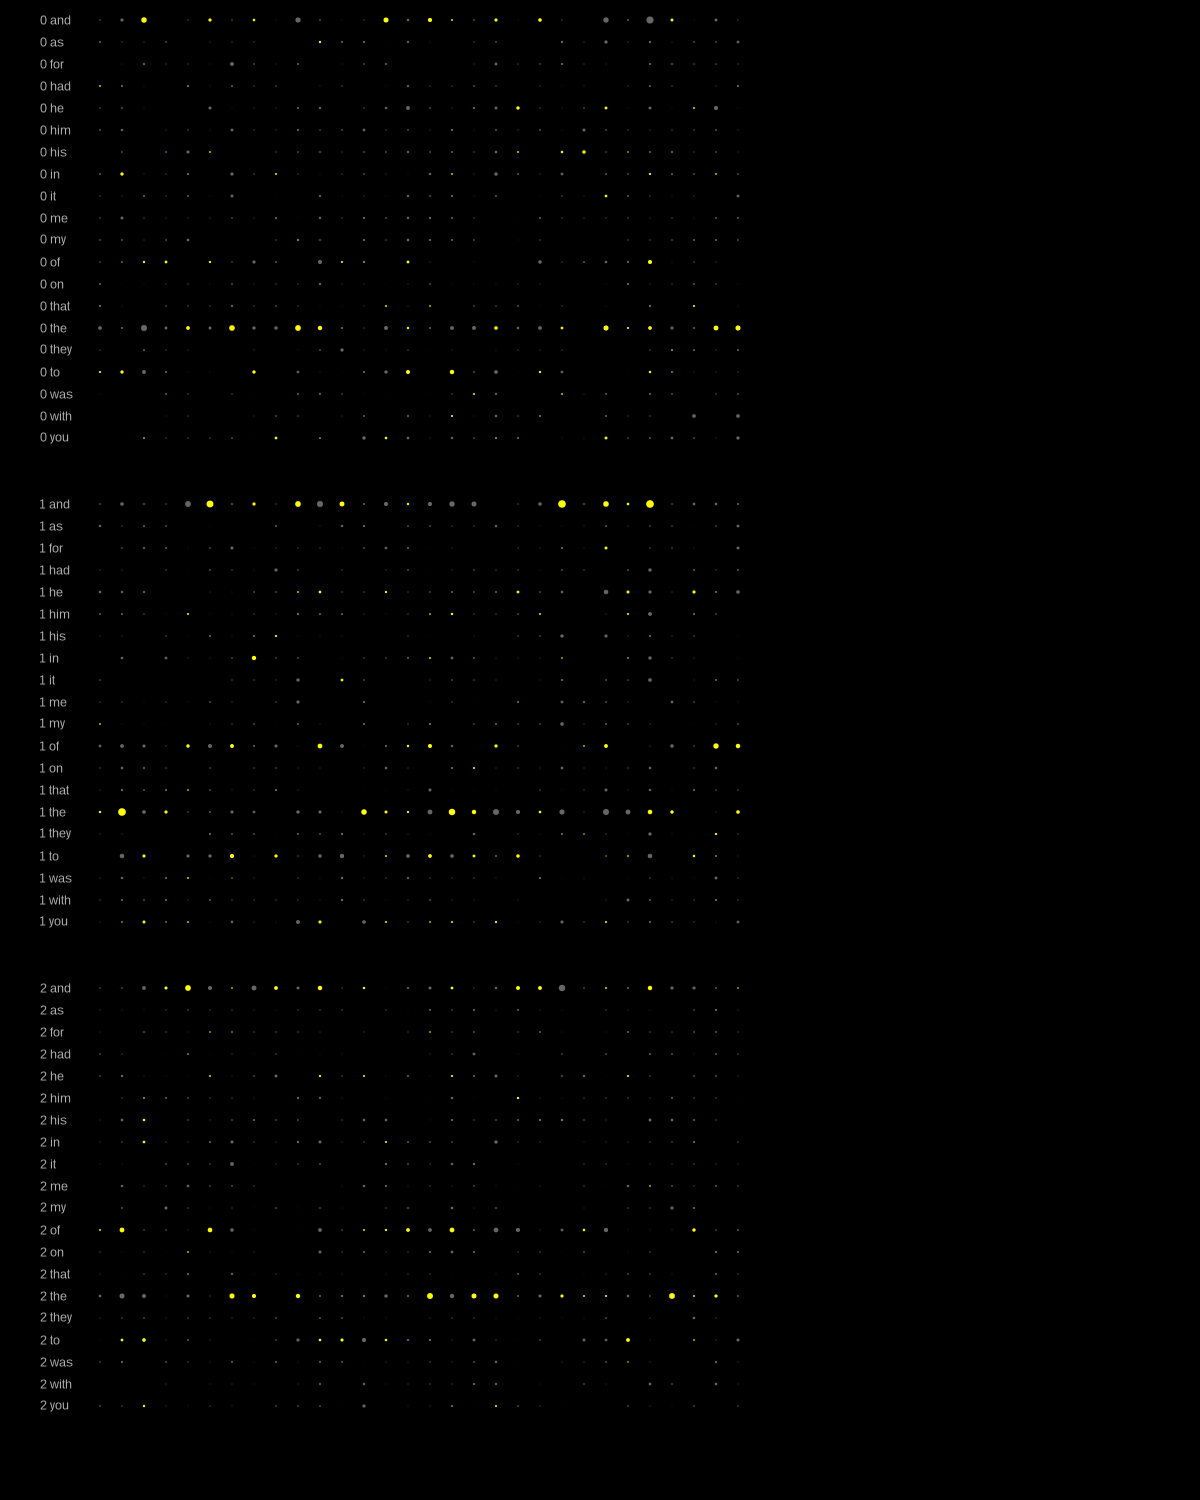 0 and
0 as
0 for
0 had
0 he
0 him
0 his
0 in
0 it
0 me
0 my
0 of
0 on
0 that
0 the
0 they
0 to
0 was
0 with
0 you
1 and
1 as
1 for
1 had
1 he
1 him
1 his
1 in
1 it
1 me
1 my
1 of
1 on
1 that
1 the
1 they
1 to
1 was
1 with
1 you
2 and
2 as
2 for
2 had
2 he
2 him
2 his
2 in
2 it
2 me
2 my
2 of
2 on
2 that
2 the
2 they
2 to
2 was
2 with
2 you